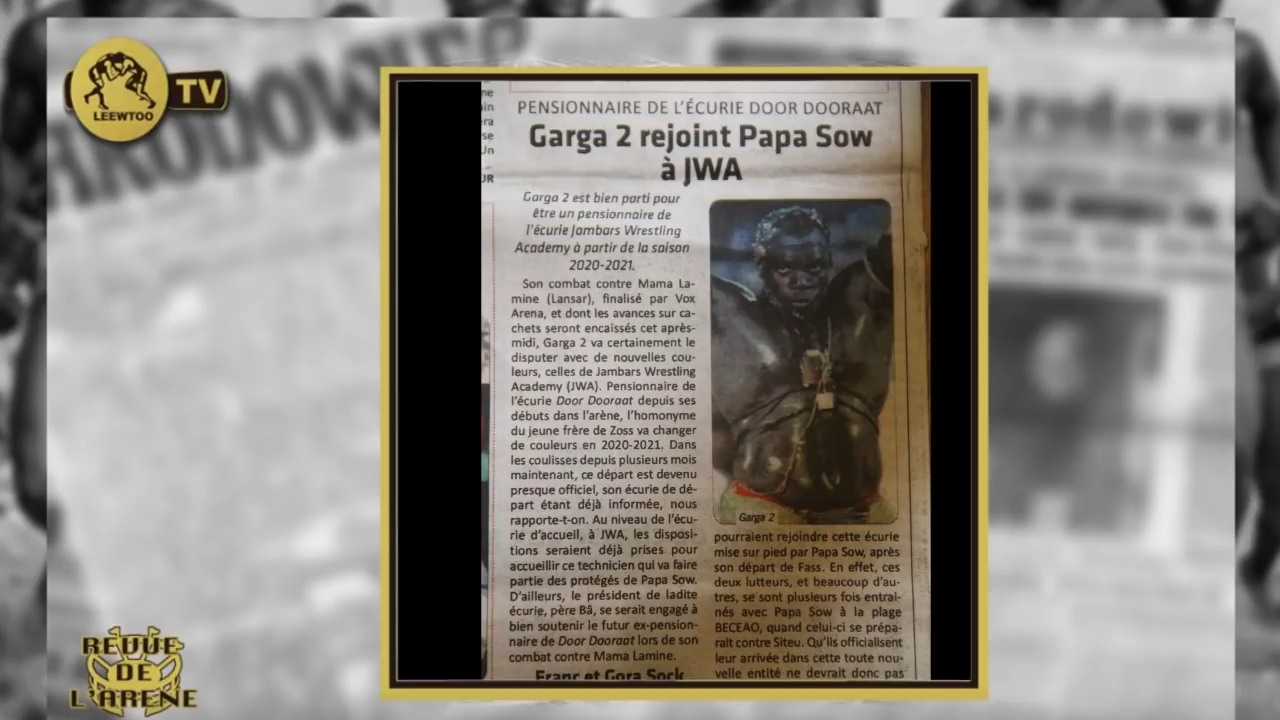 LEEWTOO
TV
PENSIONNAIRE DE L'ÉCURIE DOOR DOORAAT
Garga 2 rejoint Papa Sow
à JWA
Garga 2 est bien parti pour
être un pensionnaire de
l'écurie Jambars Wrestling
Academy à partir de la saison
2020-2021.
Son combat contre Mama La-
mine (Lansar), finalisé par Vox
Arena, et dont les avances sur ca-
chets seront encaissés cet après-
midi, Garga 2 va certainement le
disputer avec de nouvelles cou-
leurs, celles de Jambars Wrestling
Academy (JWA). Pensionnaire de
l'écurie Door Dooraat depuis ses
débuts dans l'arène, l'homonyme
du jeune frère de Zoss va changer
de couleurs en 2020-2021. Dans
les coulisses depuis plusieurs mois
maintenant, ce départ est devenu
presque officiel, son écurie de dé-
part étant déjà informée, nous
rapporte-t-on. Au niveau de l'écu-
rie d'accueil, à JWA, les disposi-
tions seraient déjà prises pour
accueillir ce technicien qui va faire
partie des protégés de Papa Sow.
D'ailleurs, le président de ladite
écurie, père Bâ, se serait engagé à
bien soutenir le futur ex-pension-
naire de Door Dooraat lors de son
combat contre Mama Lamine.
Franc et Gora Sock
Garga 2
pourraient rejoindre cette écurie
mise sur pied par Papa Sow, après
son départ de Fass. En effet, ces
deux lutteurs, et beaucoup d'au-
tres, se sont plusieurs fois entrai-
nés avec Papa Sow à la plage
BECEAO, quand celui-ci se prépa-
rait contre Siteu. Qu'ils officialisent
leur arrivée dans cette toute nou-
velle entité ne devrait donc pas
REVUE
DE
L'ARENE